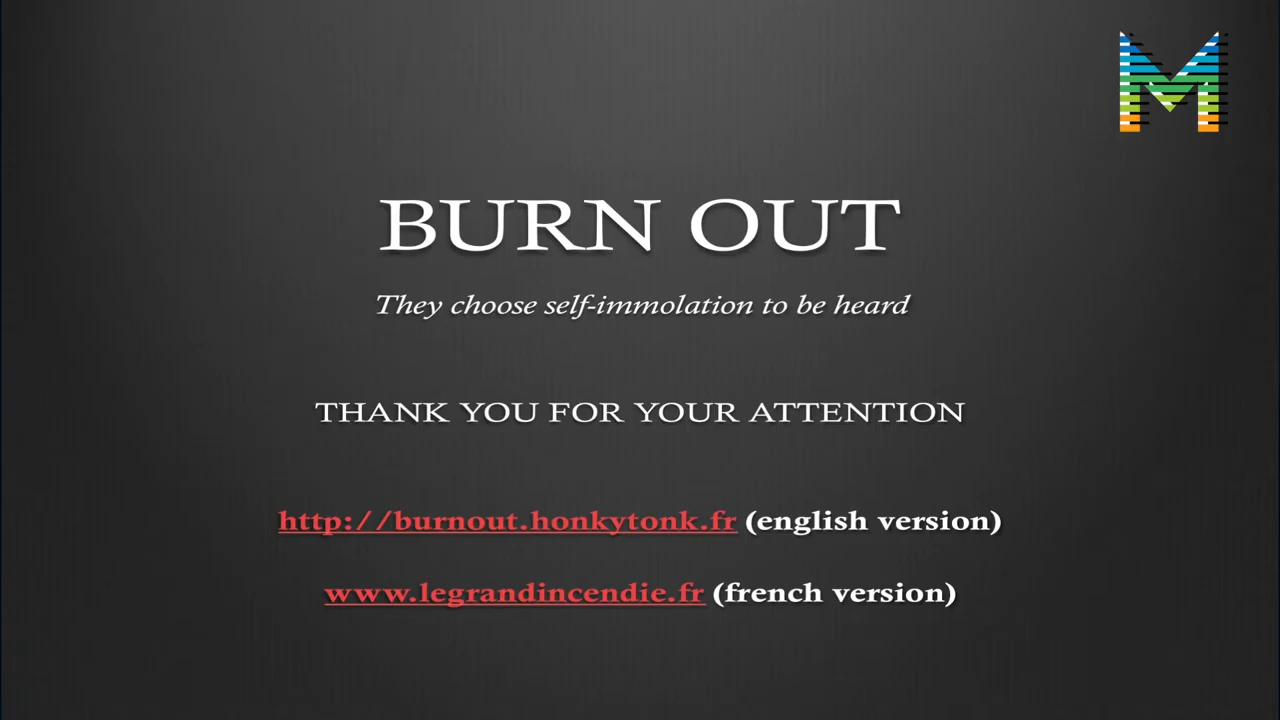 BURN OUT
They choose self-immolation to be heard
THANK YOU FOR YOUR ATTENTION
http://burnout.honkytonk.fr (english version)
www.legrandincendie.fr (french version)
M